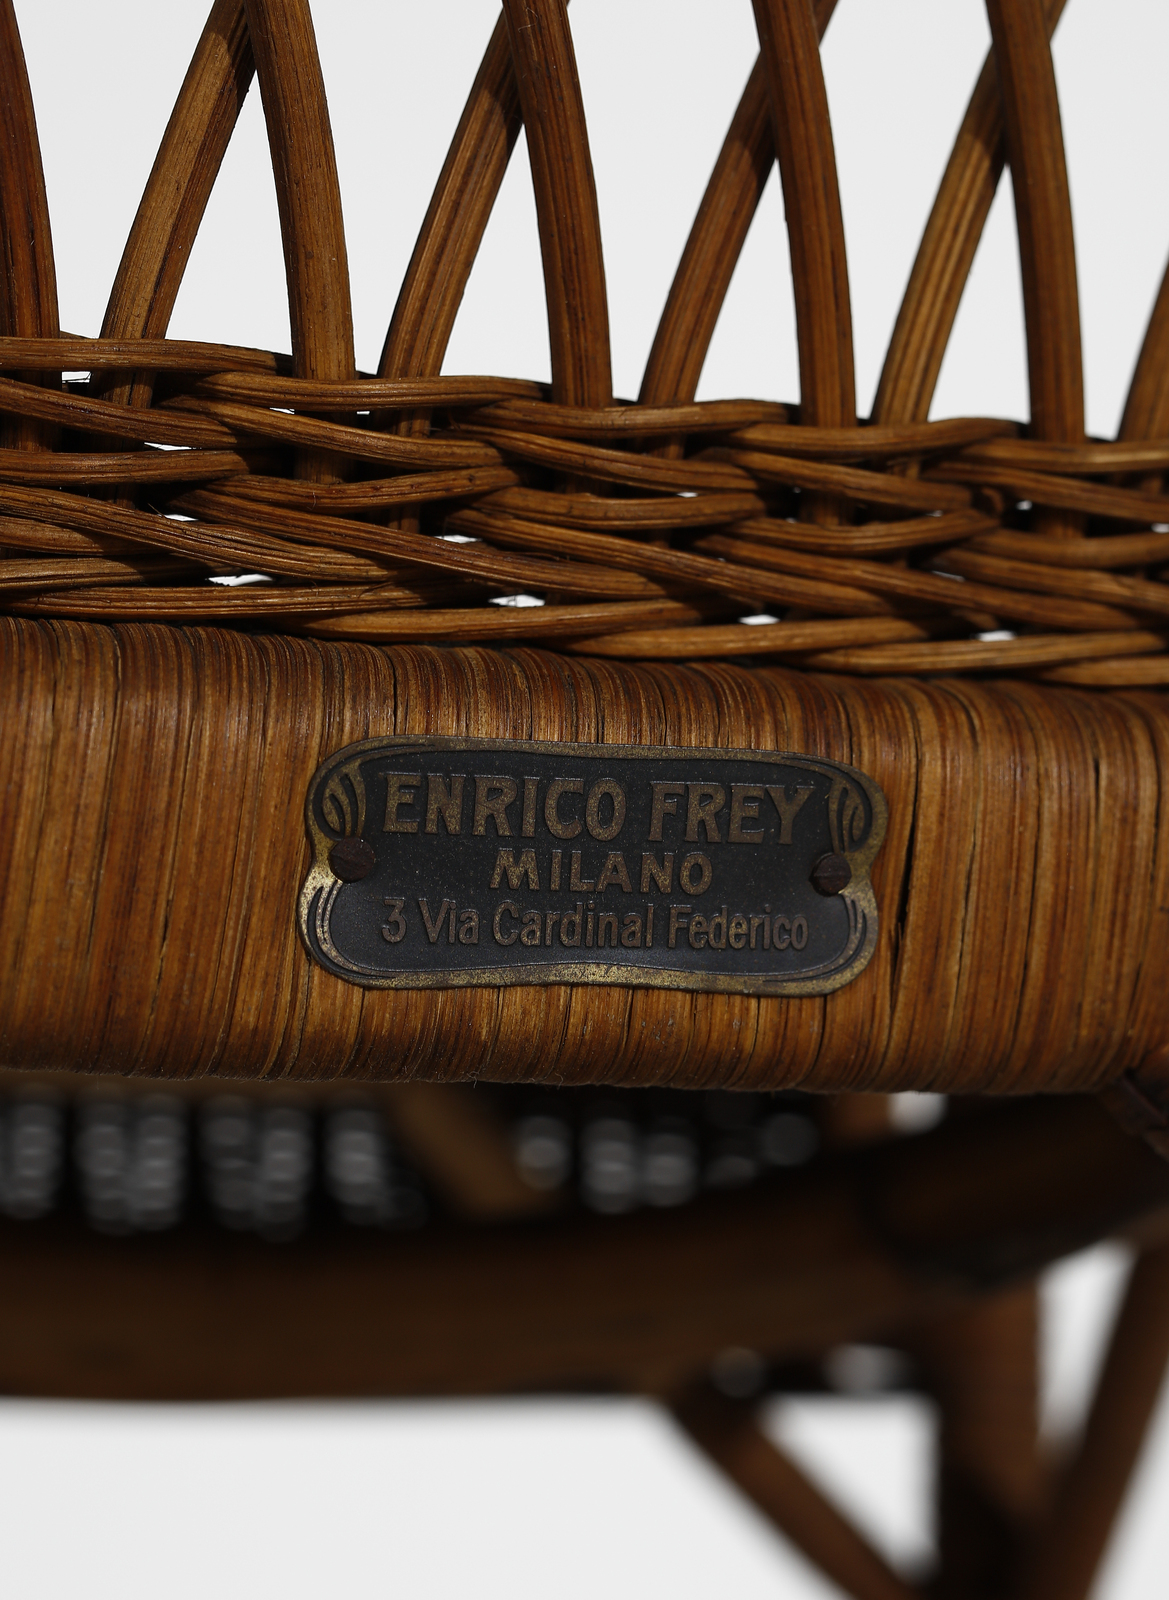 ENRICO FREY
MILANO
3 Via Cardinal Federico